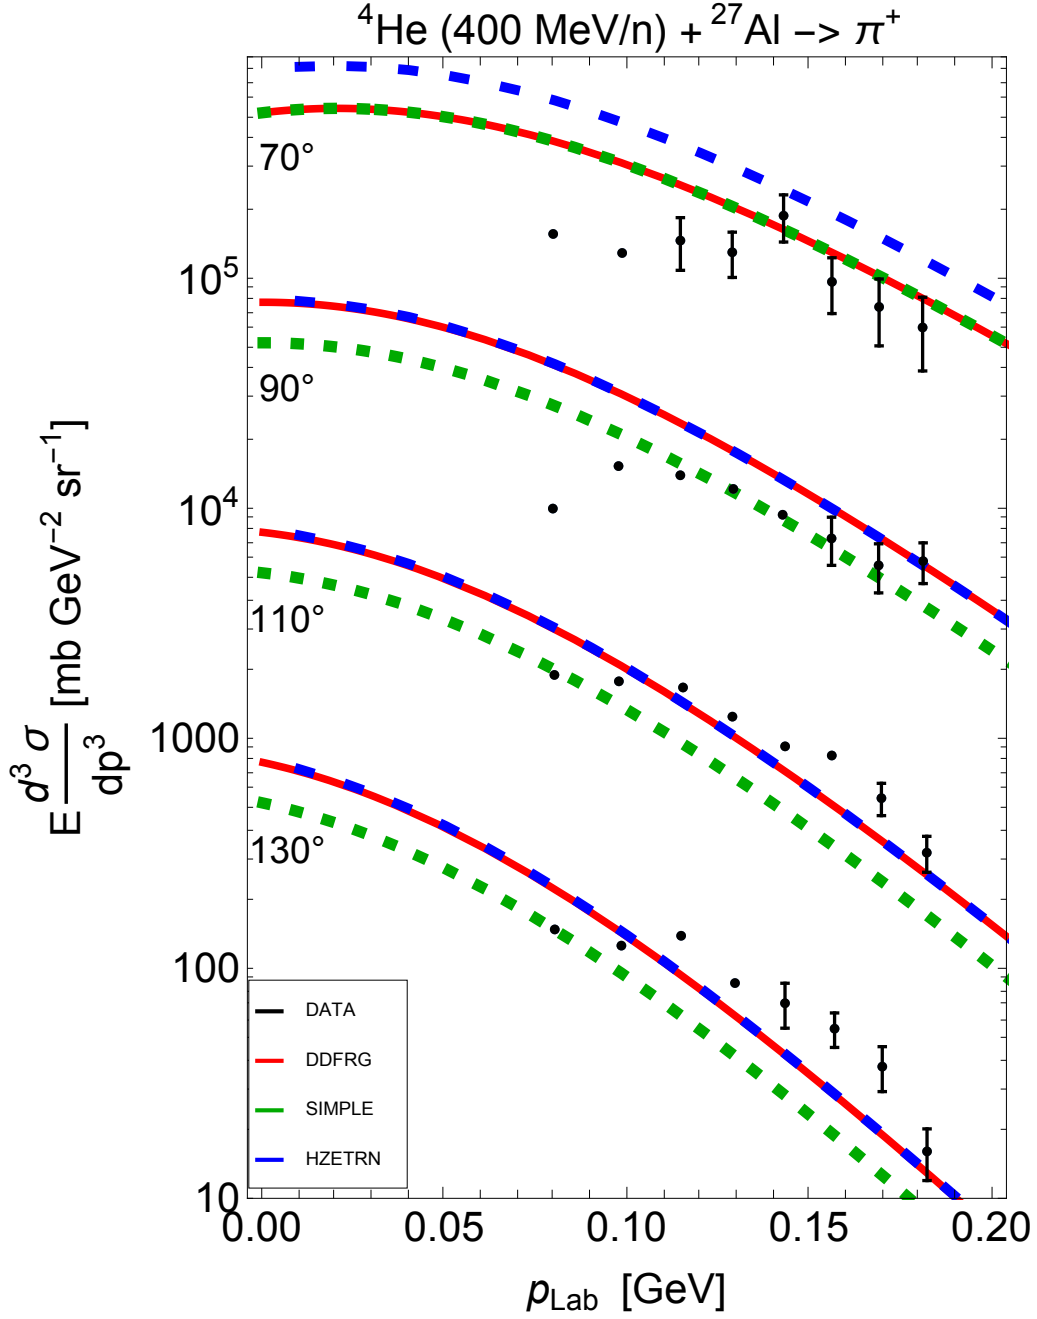 ⁴He (400 MeV/n) + ²⁷Al −> π⁺
70°
10⁵
90°
10⁴
110°
1000
130°
100
10
E d³ σ / dp³ [mb GeV⁻² sr⁻¹]
DATA
DDFRG
SIMPLE
HZETRN
0.00 0.05 0.10 0.15 0.20
p_Lab [GeV]